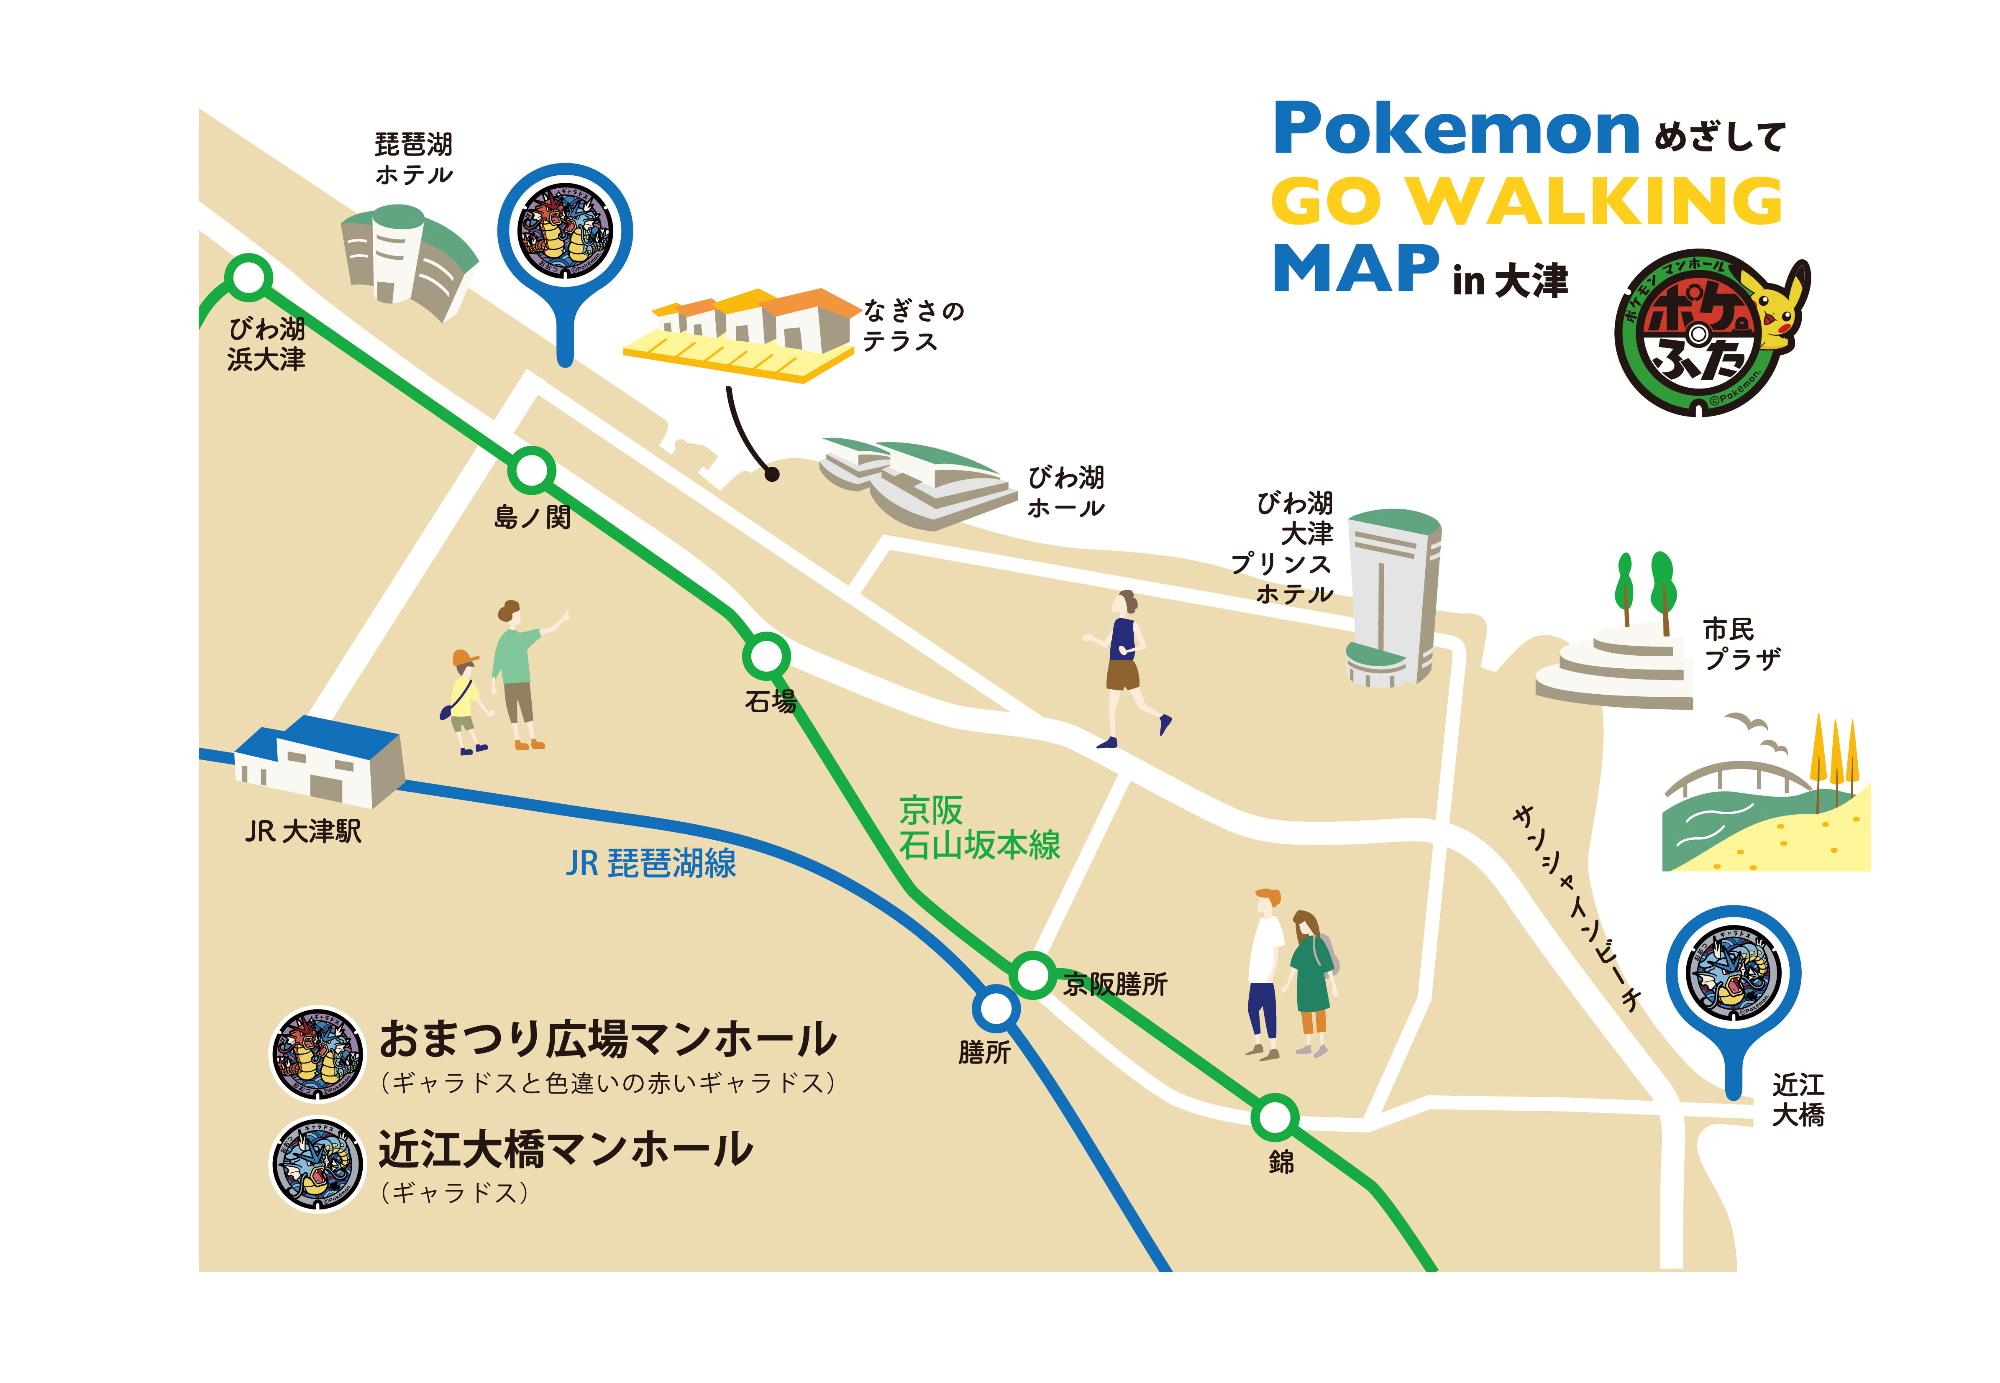 Pokemon めざして
GO WALKING
MAP in 大津
ポケモン マンホール
ポケ
ふた
©Pokémon.
琵琶湖
ホテル
びわ湖
浜大津
なぎさの
テラス
島ノ関
びわ湖
ホール
びわ湖
大津
プリンス
ホテル
市民
プラザ
石場
JR 大津駅
京阪
石山坂本線
JR 琵琶湖線
サンシャインビーチ
京阪膳所
膳所
錦
近江
大橋
おまつり広場マンホール
（ギャラドスと色違いの赤いギャラドス）
近江大橋マンホール
（ギャラドス）